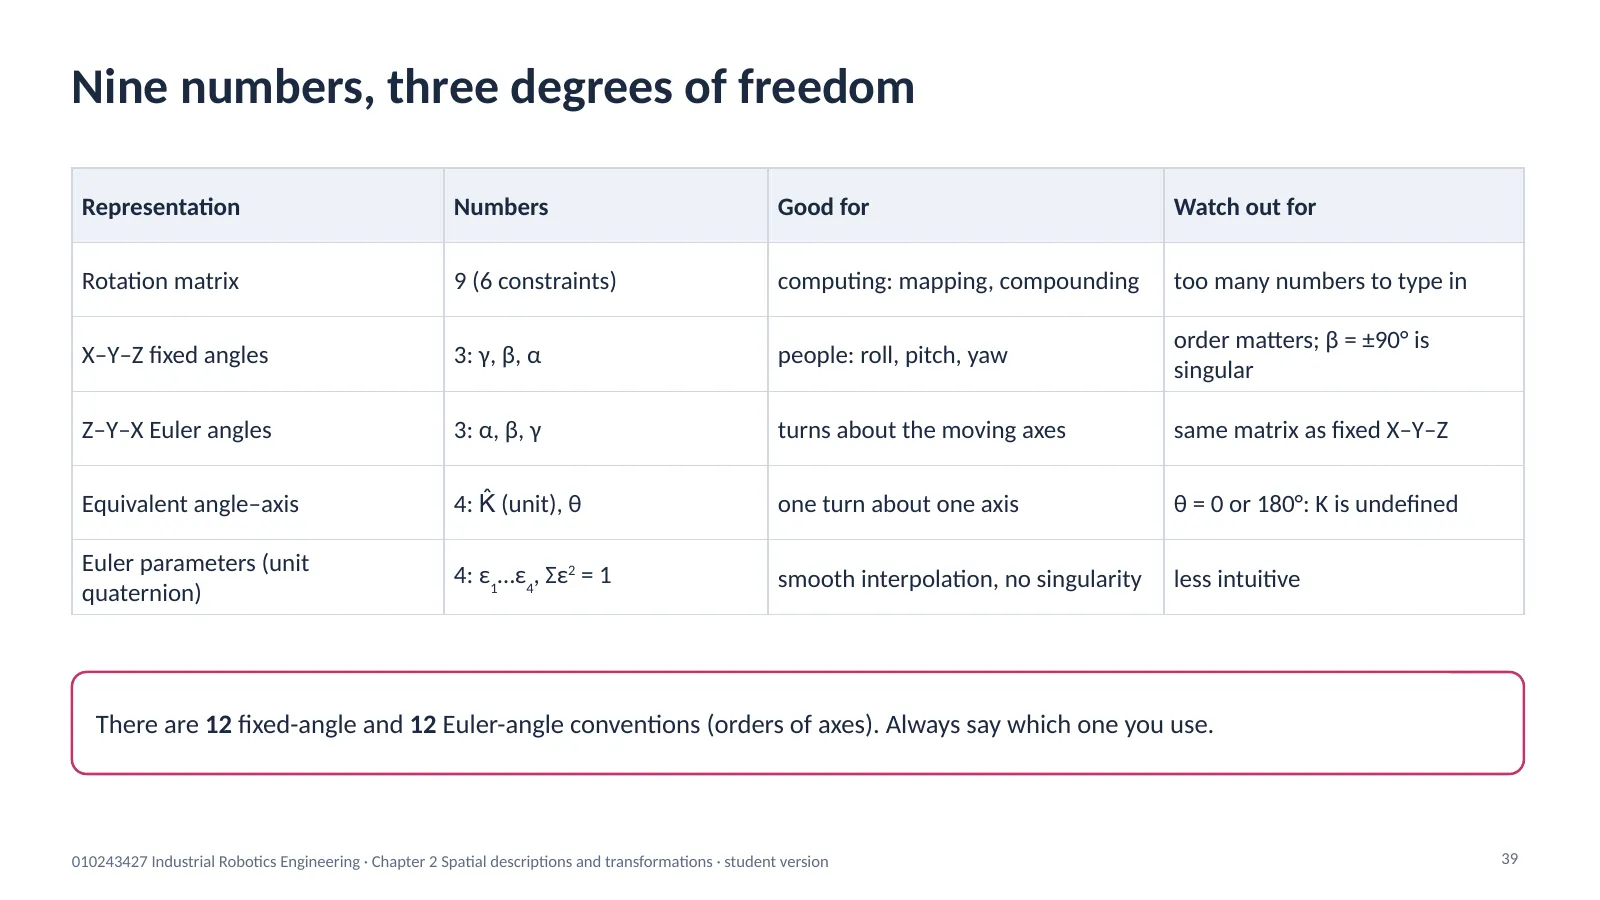 Nine numbers, three degrees of freedom
Representation Numbers Good for Watch out for
Rotation matrix 9 (6 constraints) computing: mapping, compounding too many numbers to type in
X–Y–Z fixed angles 3: γ, β, α people: roll, pitch, yaw order matters; β = ±90° is
singular
Z–Y–X Euler angles 3: α, β, γ turns about the moving axes same matrix as fixed X–Y–Z
Equivalent angle–axis 4: K̂ (unit), θ one turn about one axis θ = 0 or 180°: K is undefined
Euler parameters (unit
quaternion) 4: ε₁…ε₄, Σε² = 1 smooth interpolation, no singularity less intuitive
There are 12 fixed-angle and 12 Euler-angle conventions (orders of axes). Always say which one you use.
010243427 Industrial Robotics Engineering · Chapter 2 Spatial descriptions and transformations · student version 39